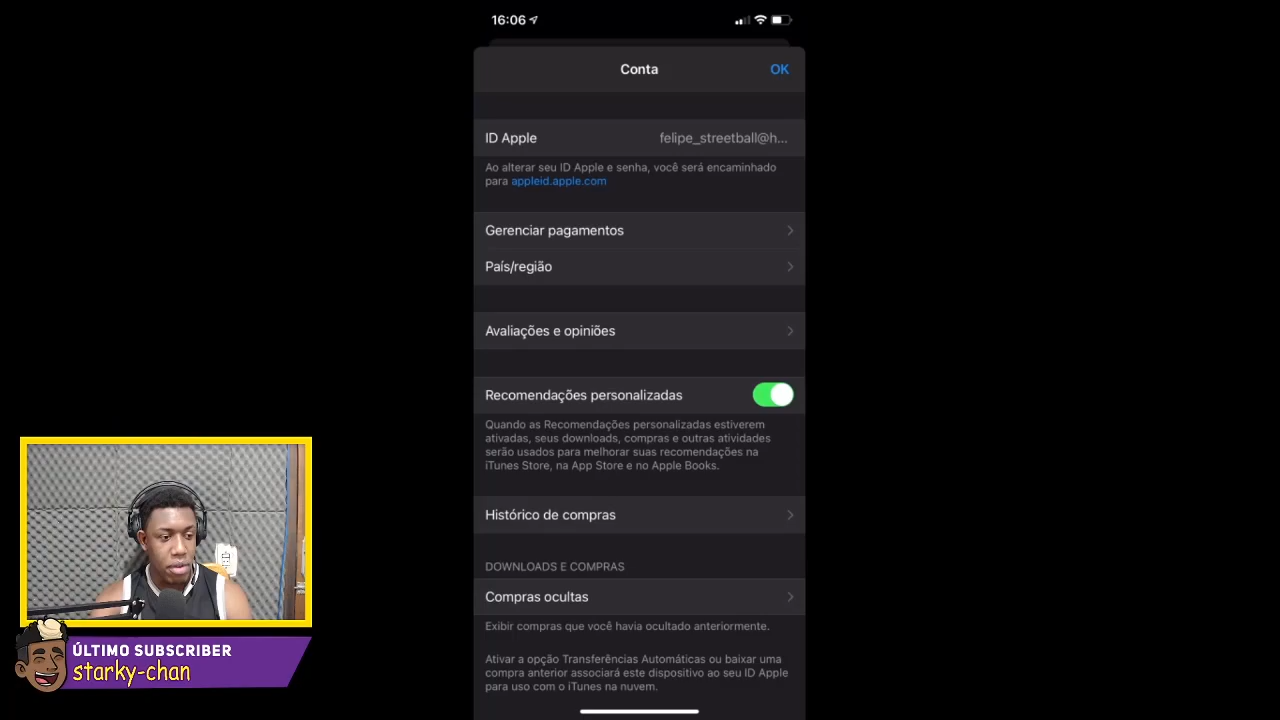 16:06
Conta
OK
ID Apple
felipe_streetball@h...
Ao alterar seu ID Apple e senha, você será encaminhado
para appleid.apple.com
Gerenciar pagamentos
País/região
Avaliações e opiniões
Recomendações personalizadas
Quando as Recomendações personalizadas estiverem
ativadas, seus downloads, compras e outras atividades
serão usados para melhorar suas recomendações na
iTunes Store, na App Store e no Apple Books.
Histórico de compras
DOWNLOADS E COMPRAS
Compras ocultas
Exibir compras que você havia ocultado anteriormente.
Ativar a opção Transferências Automáticas ou baixar uma
compra anterior associará este dispositivo ao seu ID Apple
para uso com o iTunes na nuvem.
ÚLTIMO SUBSCRIBER
starky-chan